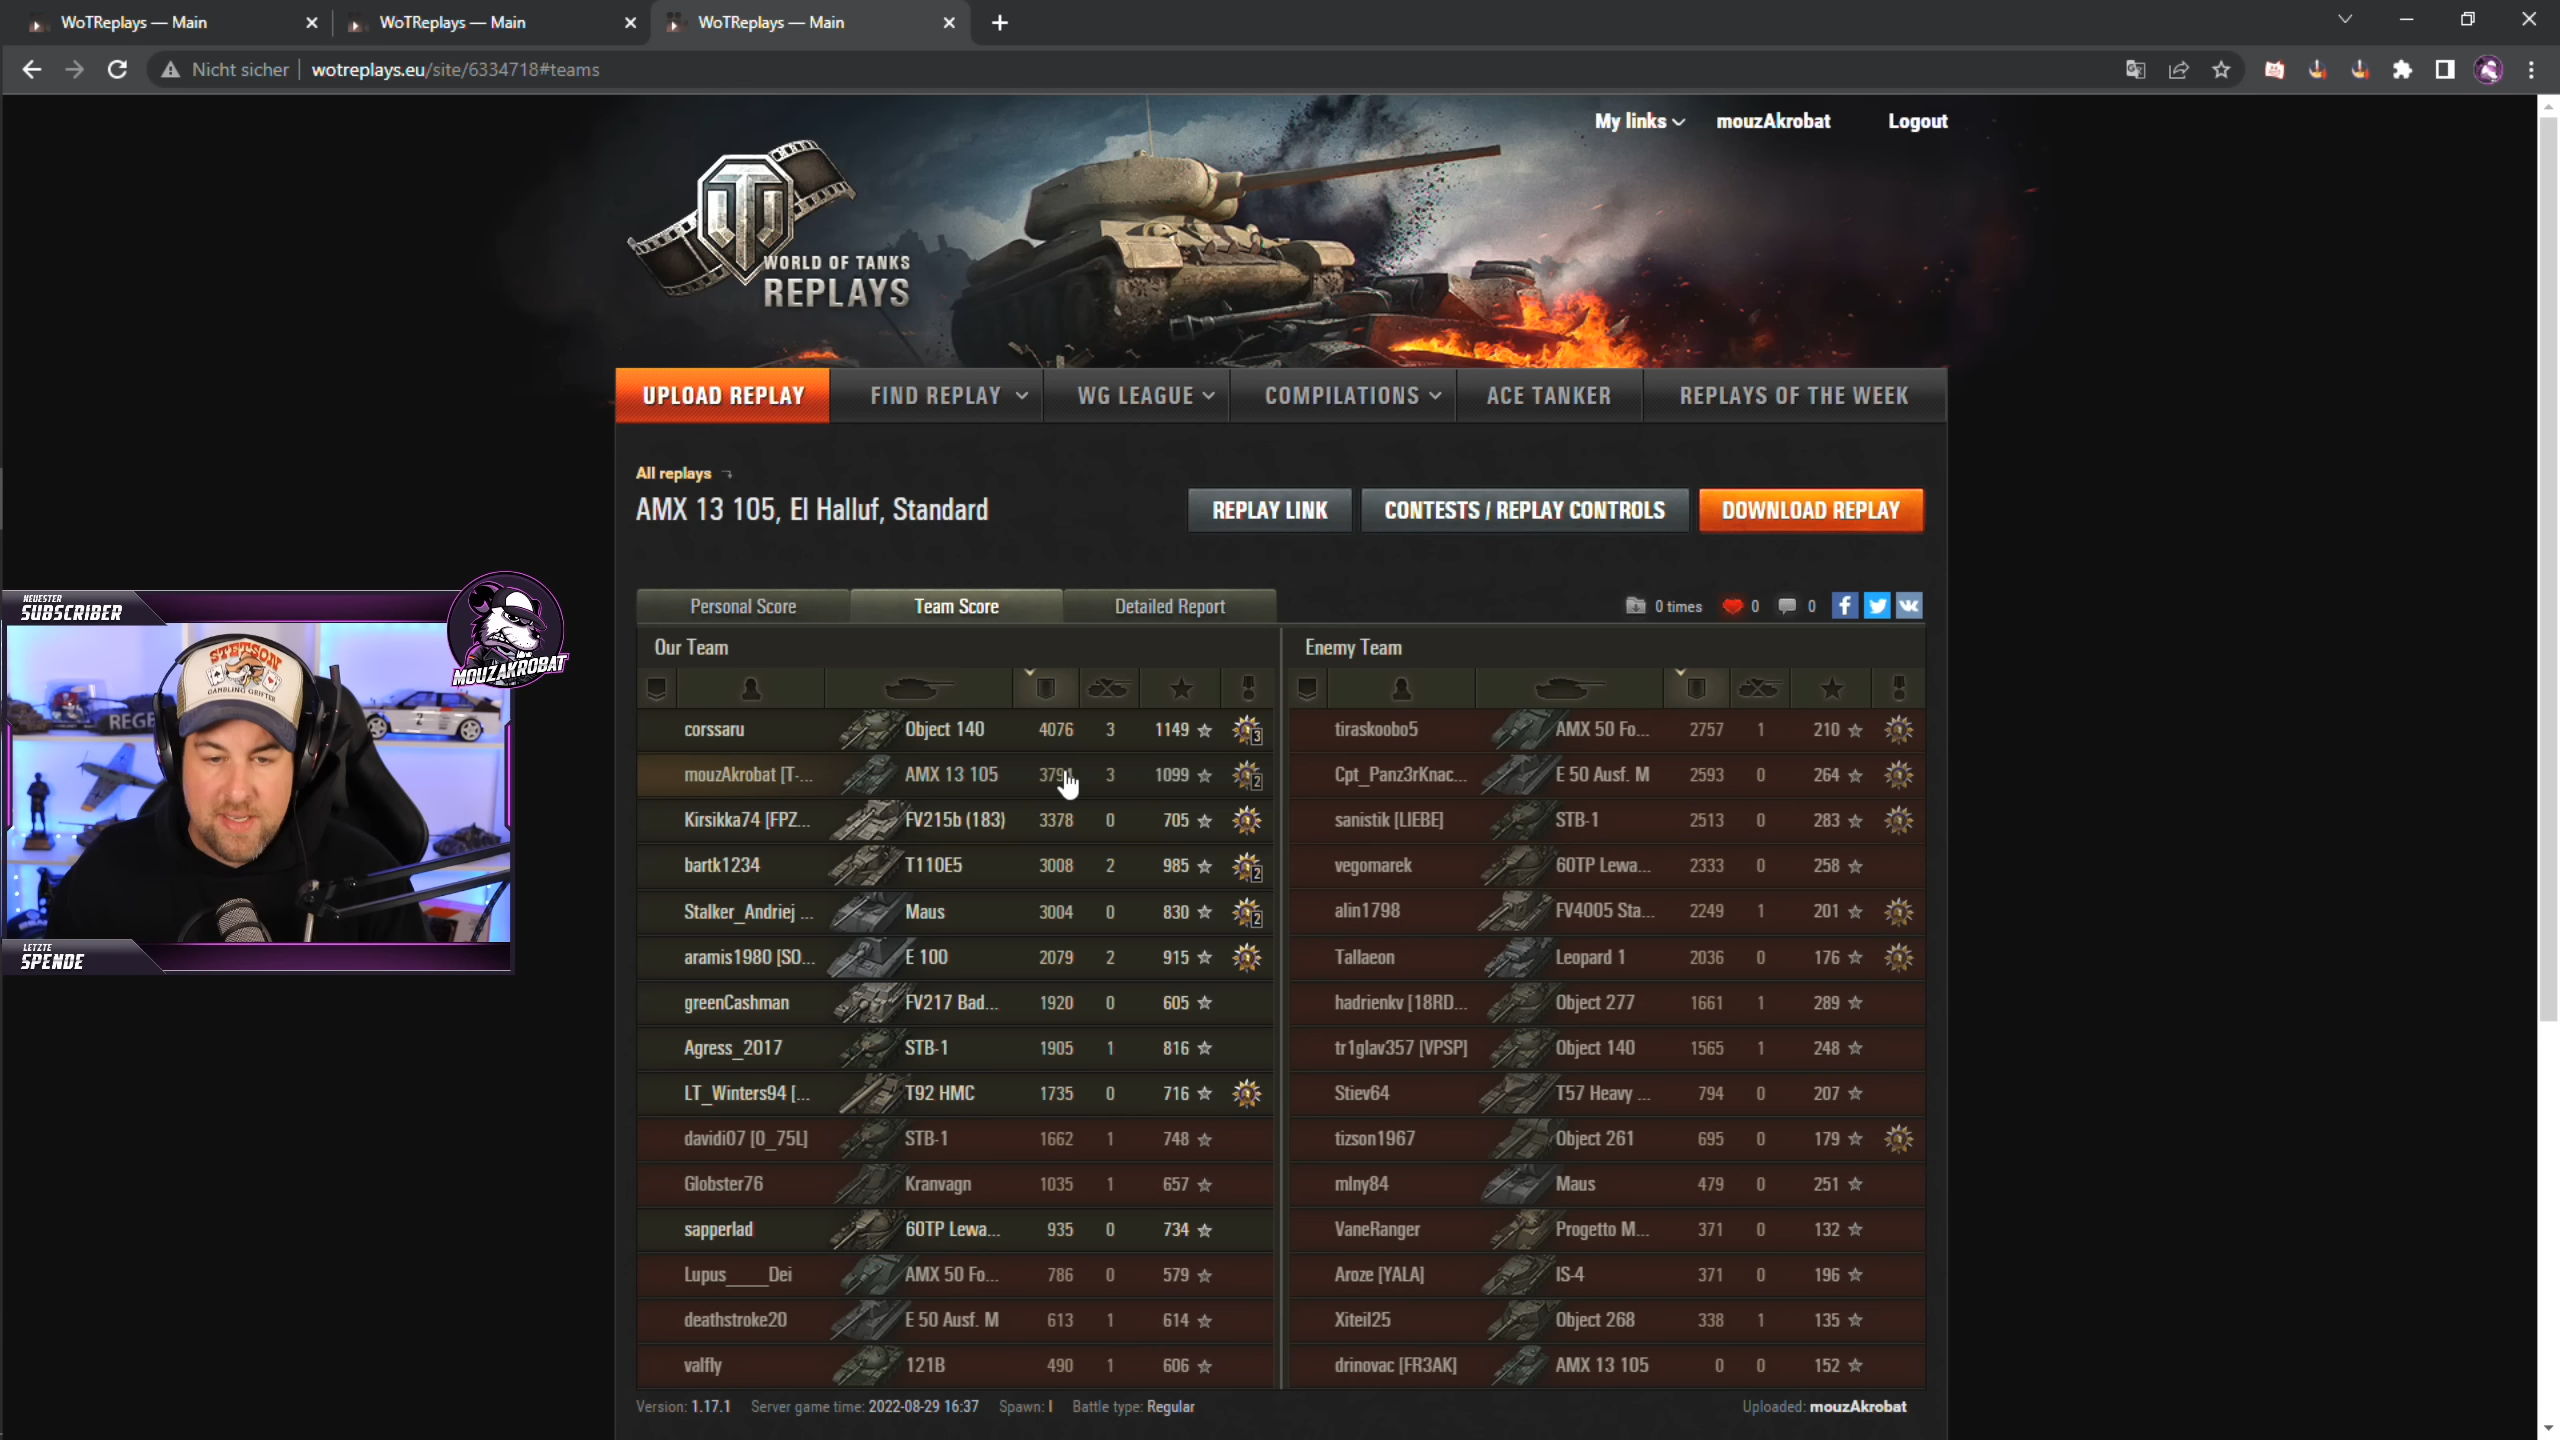 WoTReplays — Main
WoTReplays — Main
WoTReplays — Main
Nicht sicher wotreplays.eu/site/6334718#teams
My links mouzAkrobat Logout
WORLD OF TANKS
REPLAYS
UPLOAD REPLAY FIND REPLAY WG LEAGUE COMPILATIONS ACE TANKER REPLAYS OF THE WEEK
All replays
AMX 13 105, El Halluf, Standard
REPLAY LINK CONTESTS / REPLAY CONTROLS DOWNLOAD REPLAY
Personal Score Team Score Detailed Report 0 times 0 0
Our Team Enemy Team
corssaru Object 140 4076 3 1149 3 tiraskoobo5 AMX 50 Fo... 2757 1 210
mouzAkrobat [T-... AMX 13 105 3 1099 2 Cpt_Panz3rKnac... E 50 Ausf. M 2593 0 264
Kirsikka74 [FPZ... FV215b (183) 3378 0 705 sanistik [LIEBE] STB-1 2513 0 283
bartk1234 T110E5 3008 2 985 2 vegomarek 60TP Lewa... 2333 0 258
Stalker_Andriej ... Maus 3004 0 830 2 alin1798 FV4005 Sta... 2249 1 201
aramis1980 [SO... E 100 2079 2 915 Tallaeon Leopard 1 2036 0 176
greenCashman FV217 Bad... 1920 0 605 hadrienkv [18RD... Object 277 1661 1 289
Agress_2017 STB-1 1905 1 816 tr1glav357 [VPSP] Object 140 1565 1 248
LT_Winters94 [... T92 HMC 1735 0 716 Stiev64 T57 Heavy ... 794 0 207
davidi07 [0_75L] STB-1 1662 1 748 tizson1967 Object 261 695 0 179
Globster76 Kranvagn 1035 1 657 mlny84 Maus 479 0 251
sapperlad 60TP Lewa... 935 0 734 VaneRanger Progetto M... 371 0 132
Lupus____Dei AMX 50 Fo... 786 0 579 Aroze [YALA] IS-4 371 0 196
deathstroke20 E 50 Ausf. M 613 1 614 Xiteil25 Object 268 338 1 135
valfly 121B 490 1 606 drinovac [FR3AK] AMX 13 105 0 0 152
Version: 1.17.1 Server game time: 2022-08-29 16:37 Spawn: I Battle type: Regular Uploaded: mouzAkrobat
NEUESTER
SUBSCRIBER
MOUZAKROBAT
STETSON
GAMBLING GRIFTER
REGE
2
LETZTE
SPENDE